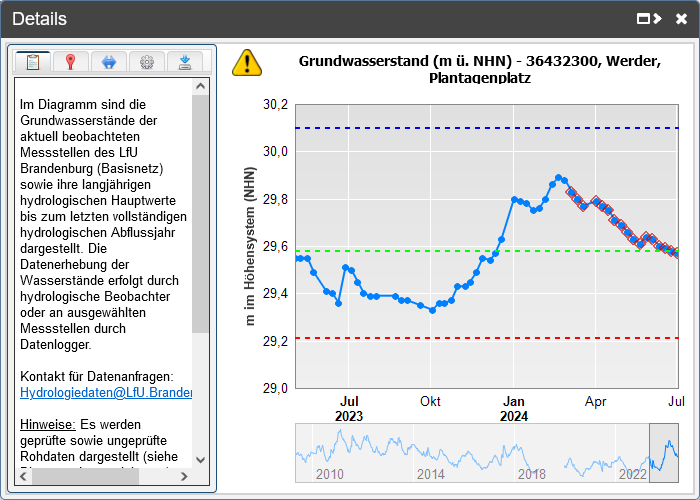 Details
Im Diagramm sind die
Grundwasserstände der
aktuell beobachteten
Messstellen des LfU
Brandenburg (Basisnetz)
sowie ihre langjährigen
hydrologischen Hauptwerte
bis zum letzten vollständigen
hydrologischen Abflussjahr
dargestellt. Die
Datenerhebung der
Wasserstände erfolgt durch
hydrologische Beobachter
oder an ausgewählten
Messstellen durch
Datenlogger.
Kontakt für Datenanfragen:
Hydrologiedaten@LfU.Branden
Hinweise: Es werden
geprüfte sowie ungeprüfte
Rohdaten dargestellt (siehe
Grundwasserstand (m ü. NHN) - 36432300, Werder,
Plantagenplatz
m im Höhensystem (NHN)
30,2
30,0
29,8
29,6
29,4
29,2
29,0
Jul Okt Jan Apr Jul
2023 2024
2010 2014 2018 2022